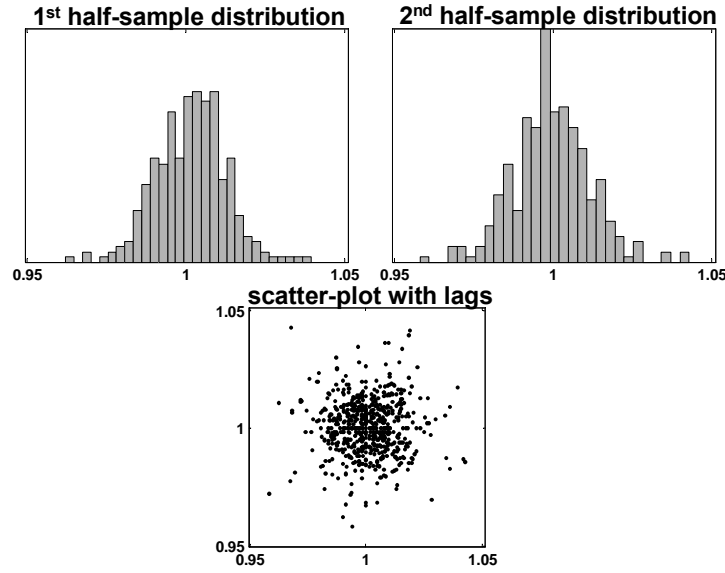 1st half-sample distribution
2nd half-sample distribution
0.95 1 1.05
0.95 1 1.05
scatter-plot with lags
1.05
1
0.95
0.95 1 1.05